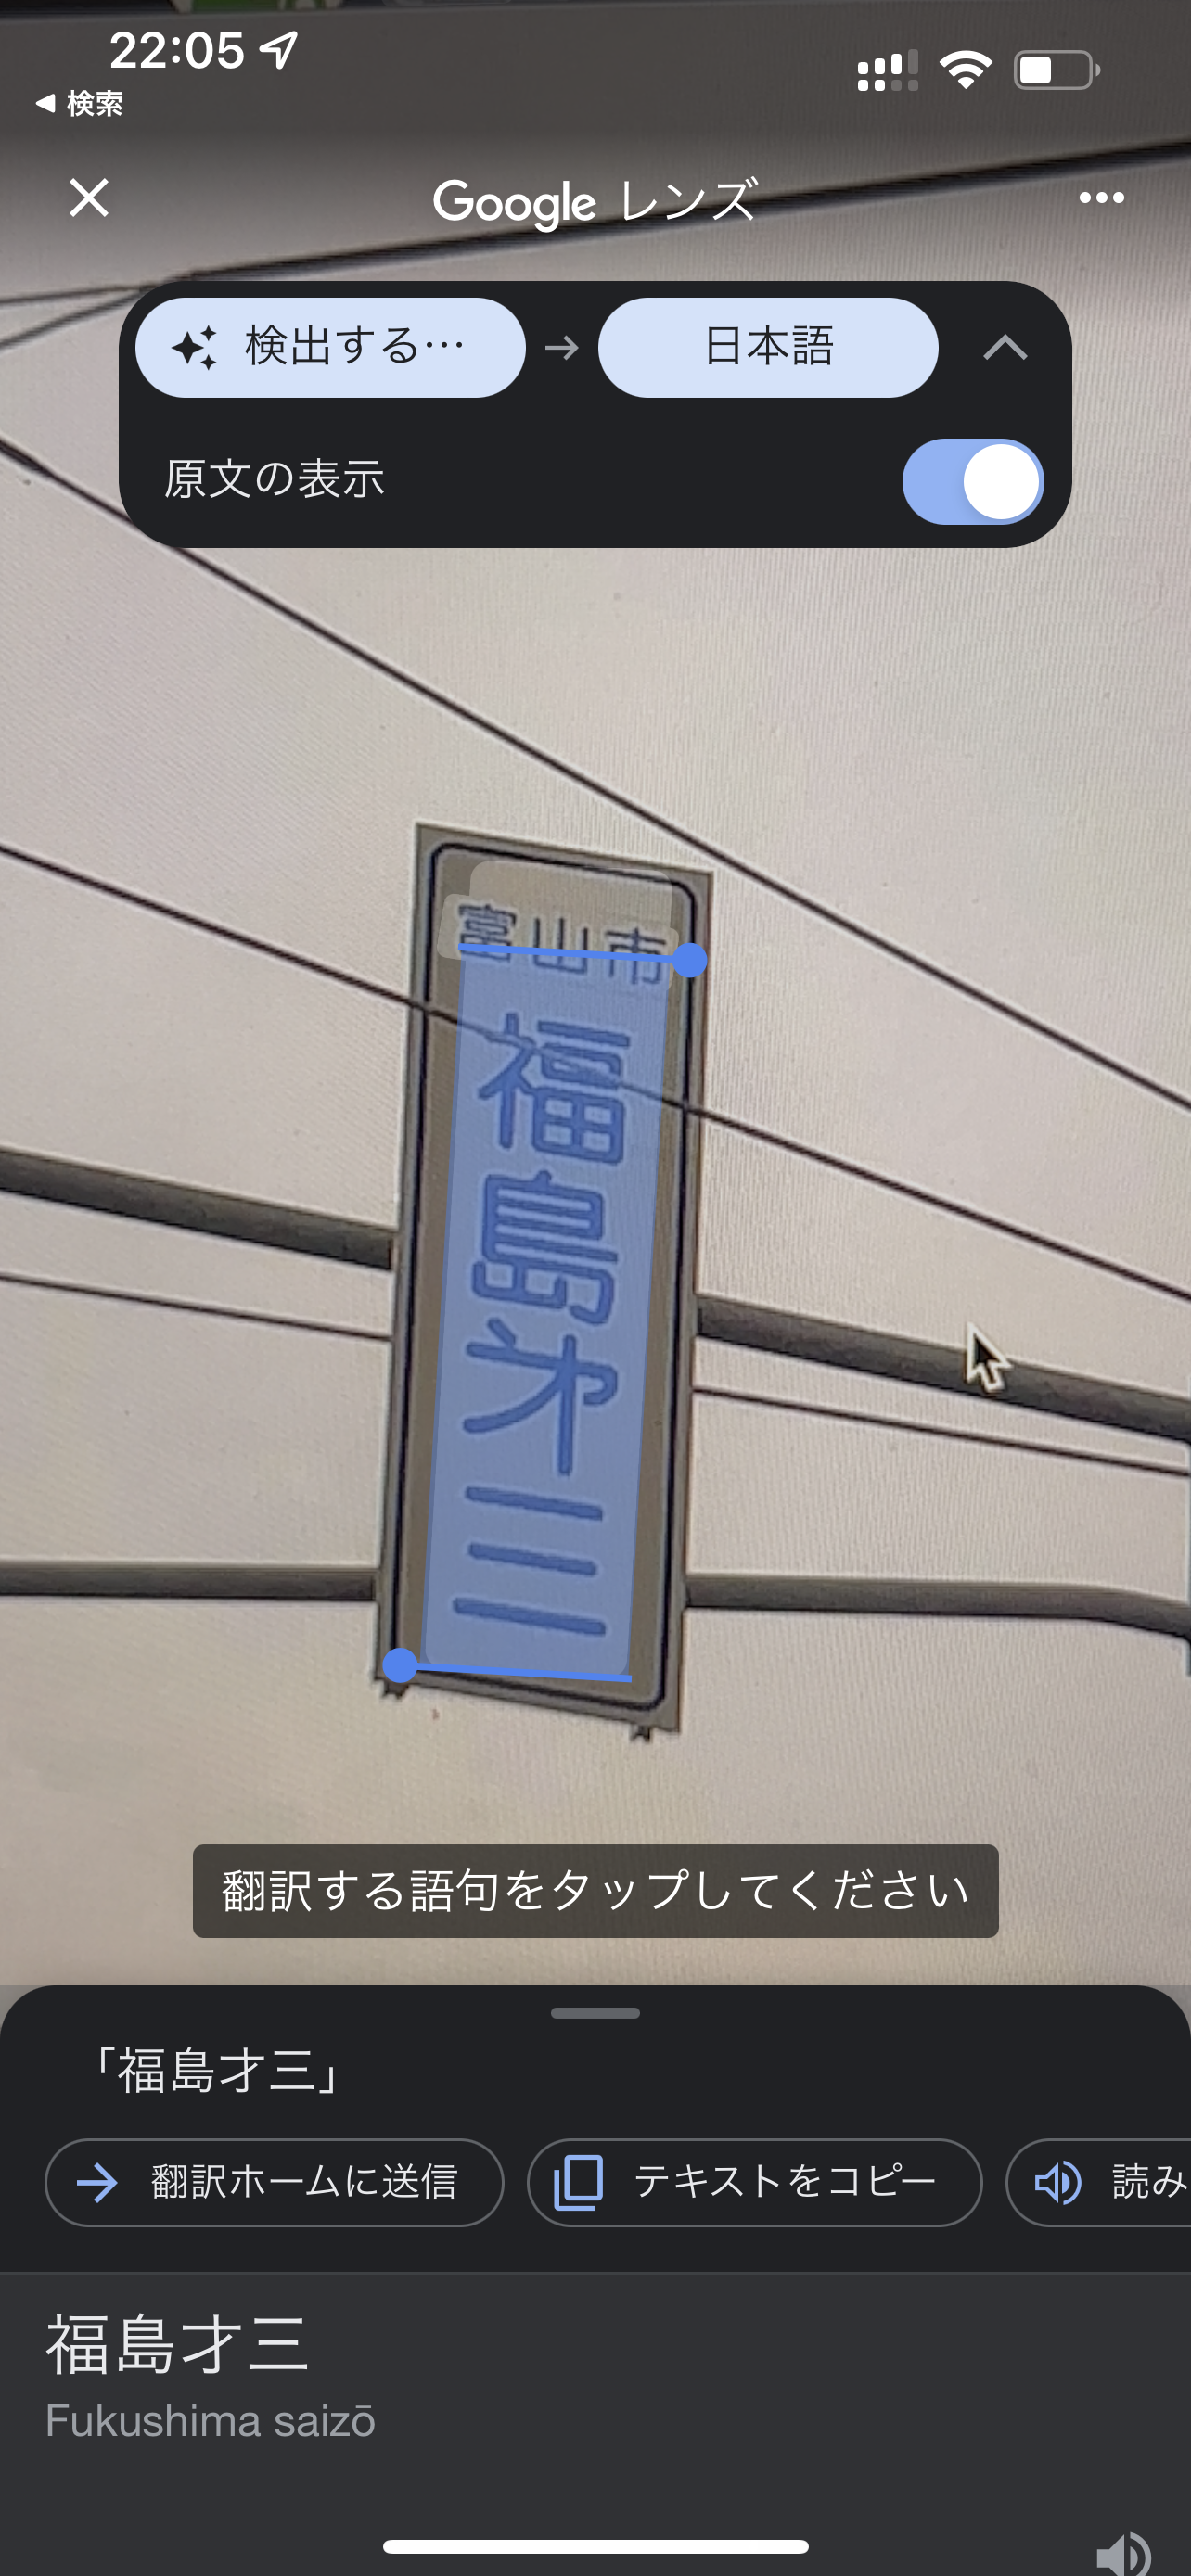 22:05
◀ 検索
Google レンズ
検出する…
→
日本語
原文の表示
富山市
福島㐧三
翻訳する語句をタップしてください
「福島才三」
翻訳ホームに送信
テキストをコピー
読み
福島才三
Fukushima saizō